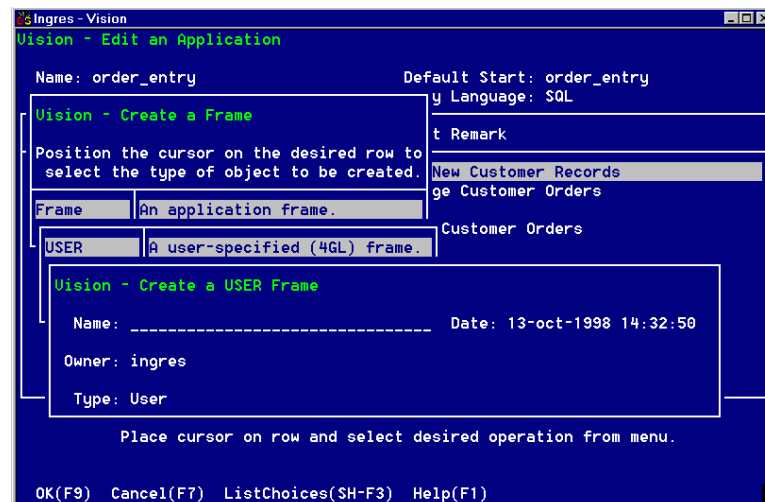 Ingres - Vision
Vision - Edit an Application
Name: order_entry Default Start: order_entry
y Language: SQL
Vision - Create a Frame
t Remark
Position the cursor on the desired row to
select the type of object to be created.
New Customer Records
ge Customer Orders
Frame An application frame.
Customer Orders
USER A user-specified (4GL) frame.
Vision - Create a USER Frame
Name: ________________________________ Date: 13-oct-1998 14:32:50
Owner: ingres
Type: User
Place cursor on row and select desired operation from menu.
OK(F9) Cancel(F7) ListChoices(SH-F3) Help(F1)